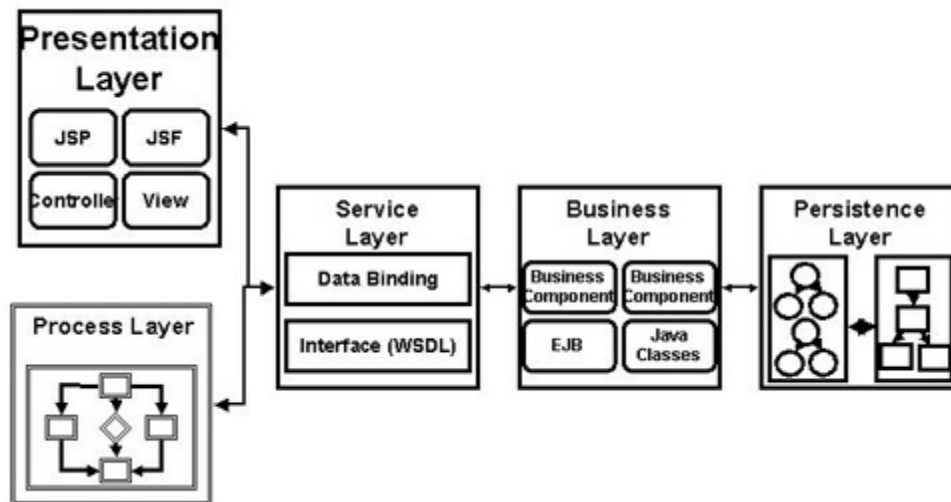 Presentation
Layer
JSP
JSF
Controller
View
Process Layer
Service
Layer
Data Binding
Interface (WSDL)
Business
Layer
Business
Component
Business
Component
EJB
Java
Classes
Persistence
Layer